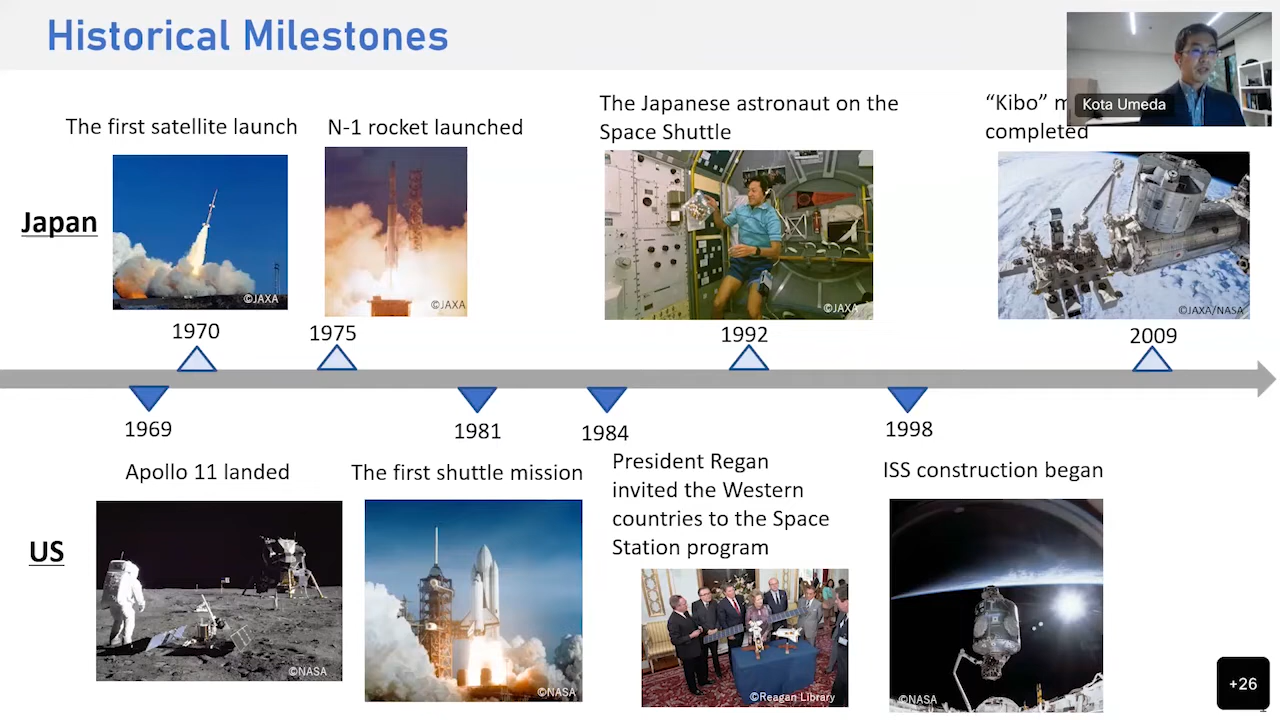 Historical Milestones
Kota Umeda
The first satellite launch
N-1 rocket launched
The Japanese astronaut on the
Space Shuttle
“Kibo”
completed
Japan
©JAXA
©JAXA
©JAXA
©JAXA/NASA
1970
1975
1992
2009
1969
1981
1984
1998
Apollo 11 landed
The first shuttle mission
President Regan
invited the Western
countries to the Space
Station program
ISS construction began
US
©NASA
©NASA
©Reagan Library
©NASA
+26